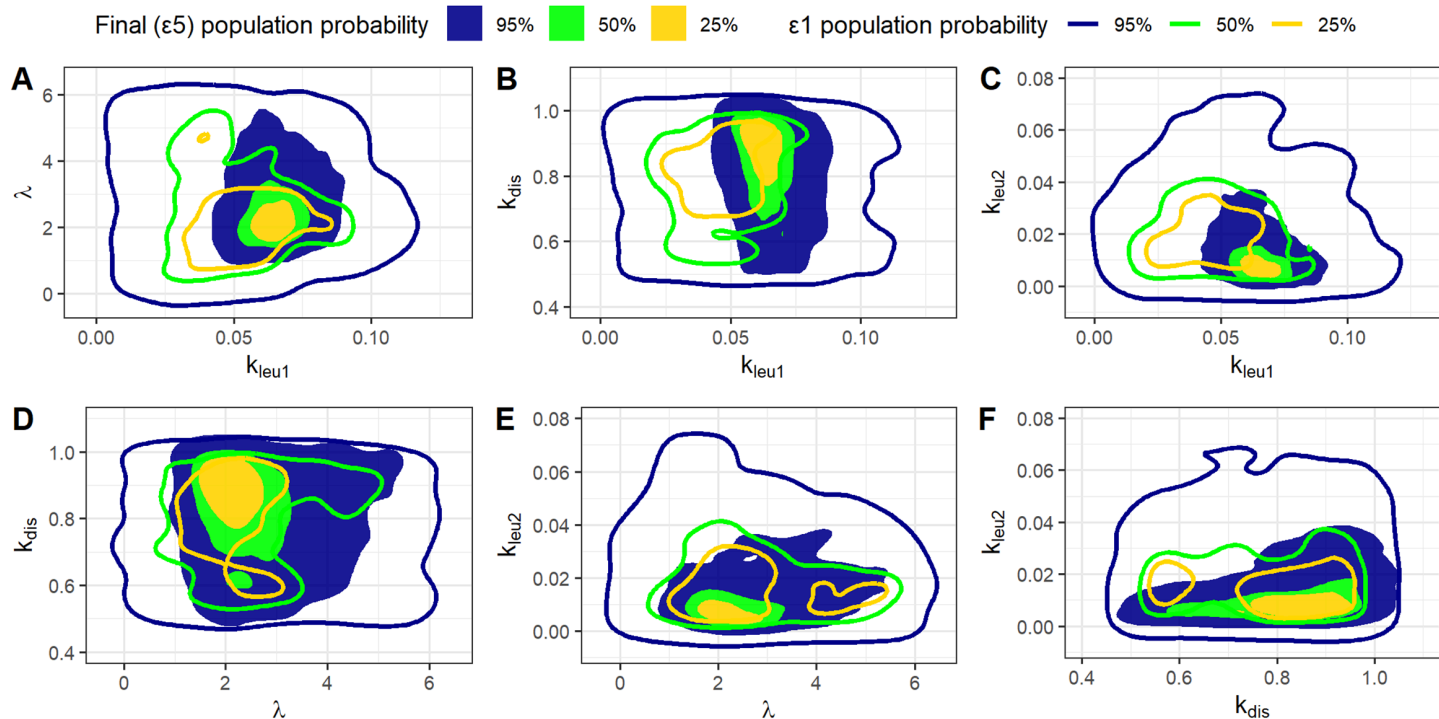 Final (ε5) population probability 95% 50% 25% ε1 population probability 95% 50% 25%
A
6
4
2
0
λ
0.00 0.05 0.10
kleu1
B
1.0
0.8
0.6
0.4
kdis
0.00 0.05 0.10
kleu1
C
0.08
0.06
0.04
0.02
0.00
kleu2
0.00 0.05 0.10
kleu1
D
1.0
0.8
0.6
0.4
kdis
0 2 4 6
λ
E
0.08
0.06
0.04
0.02
0.00
kleu2
0 2 4 6
λ
F
0.08
0.06
0.04
0.02
0.00
kleu2
0.4 0.6 0.8 1.0
kdis